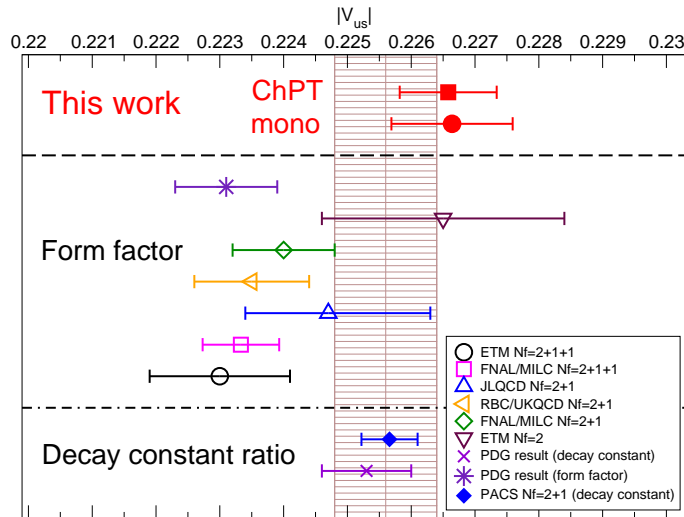 |V_us|
0.22 0.221 0.222 0.223 0.224 0.225 0.226 0.227 0.228 0.229 0.23
This work
ChPT
mono
Form factor
ETM Nf=2+1+1
FNAL/MILC Nf=2+1+1
JLQCD Nf=2+1
RBC/UKQCD Nf=2+1
FNAL/MILC Nf=2+1
ETM Nf=2
PDG result (decay constant)
PDG result (form factor)
PACS Nf=2+1 (decay constant)
Decay constant ratio